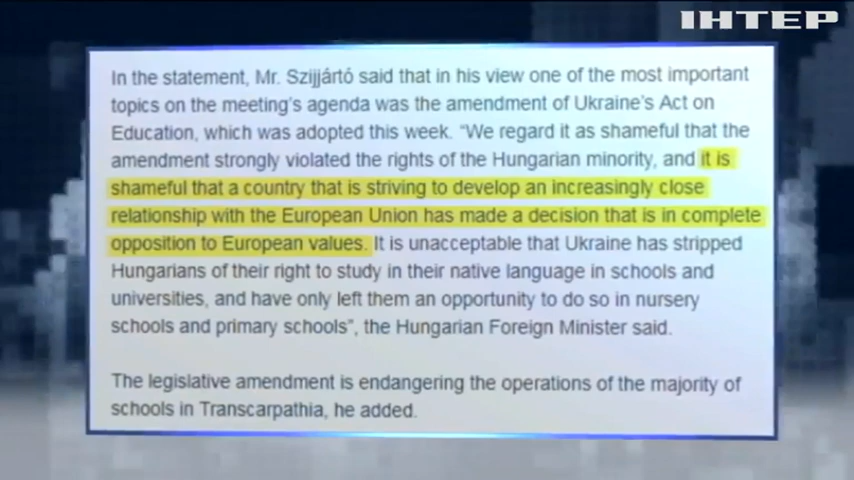 ІНТЕР
In the statement, Mr. Szijjártó said that in his view one of the most important
topics on the meeting's agenda was the amendment of Ukraine's Act on
Education, which was adopted this week. “We regard it as shameful that the
amendment strongly violated the rights of the Hungarian minority, and it is
shameful that a country that is striving to develop an increasingly close
relationship with the European Union has made a decision that is in complete
opposition to European values. It is unacceptable that Ukraine has stripped
Hungarians of their right to study in their native language in schools and
universities, and have only left them an opportunity to do so in nursery
schools and primary schools”, the Hungarian Foreign Minister said.
The legislative amendment is endangering the operations of the majority of
schools in Transcarpathia, he added.